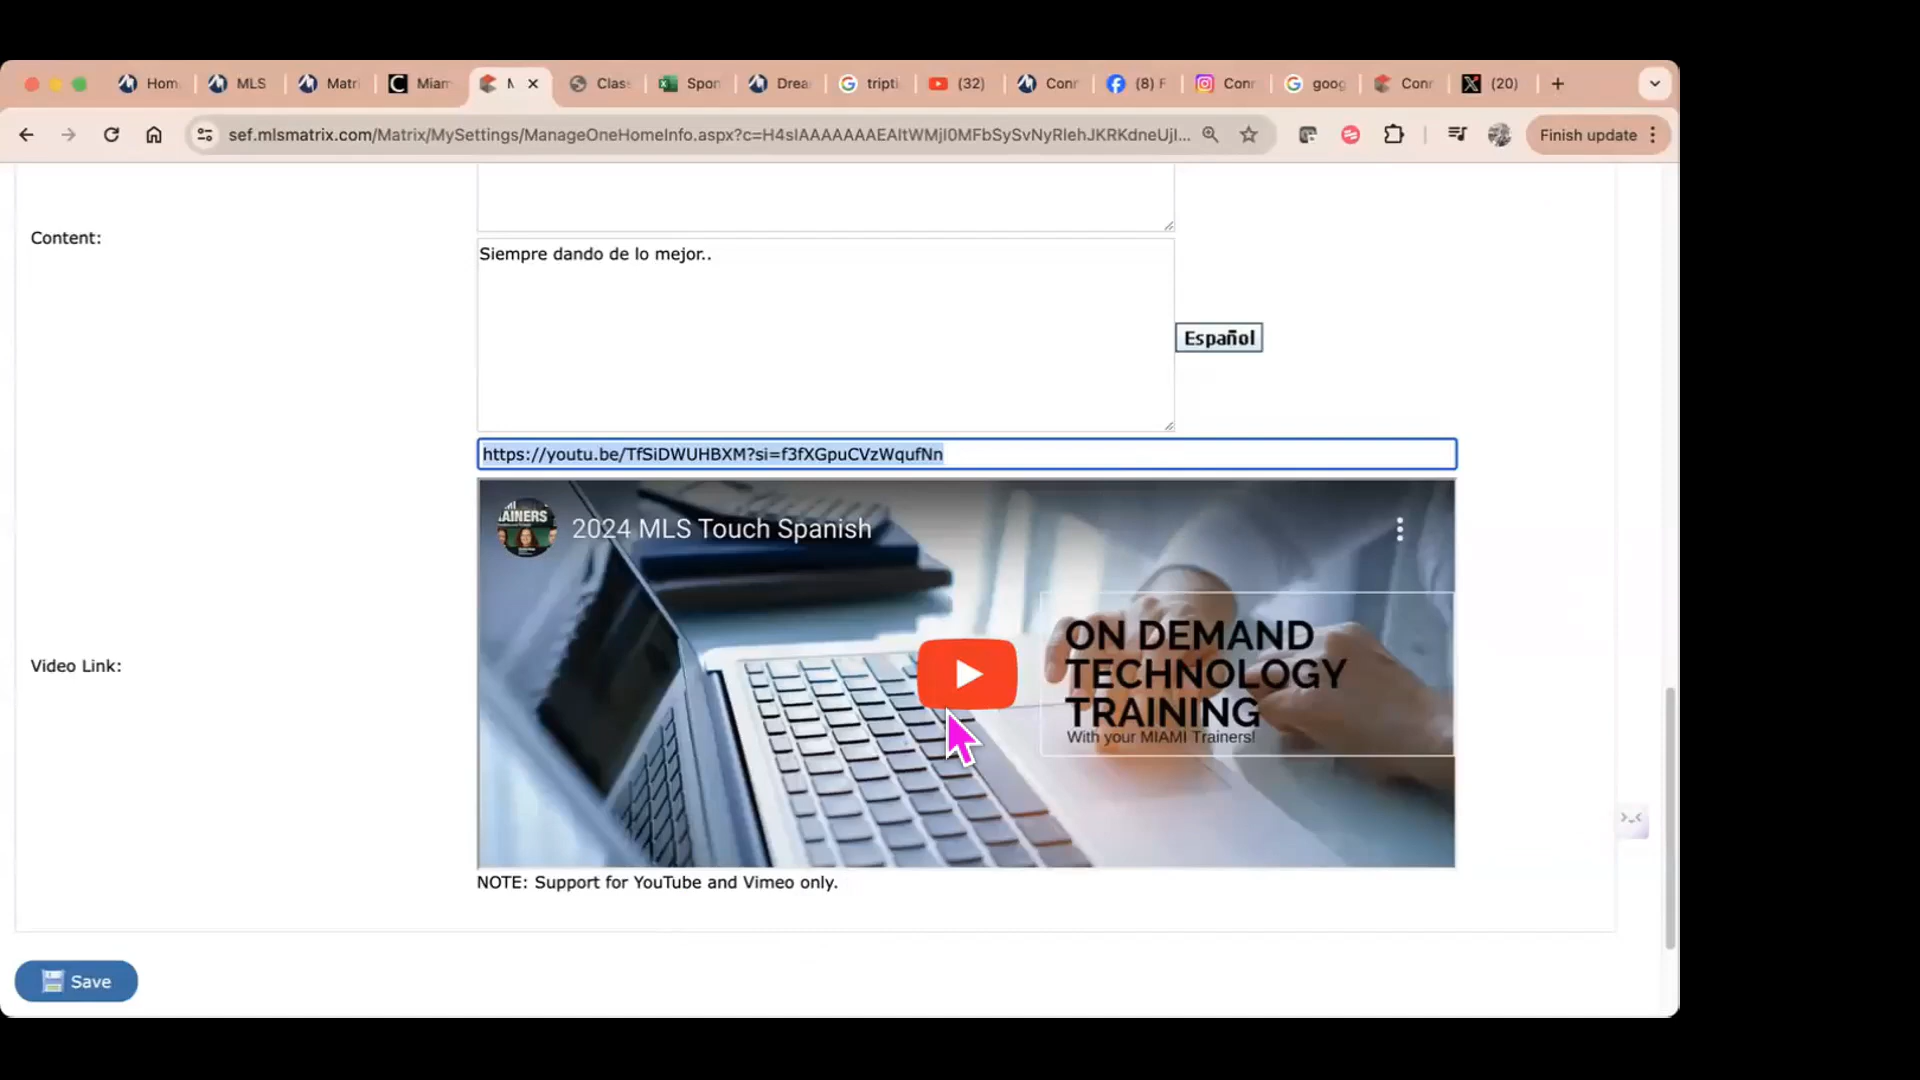 Hom
MLS
Matri
Miam
M
Clas
Spon
Drea
tripti
(32)
Conr
(8) F
Conr
goog
Conr
(20)
sef.mlsmatrix.com/Matrix/MySettings/ManageOneHomeInfo.aspx?c=H4sIAAAAAAAEAItWMjI0MFbSySvNyRIehJKRKdneUjI...
Finish update
Content:
Siempre dando de lo mejor..
Español
https://youtu.be/TfSiDWUHBXM?si=f3fXGpuCVzWqufNn
AINERS
2024 MLS Touch Spanish
ON DEMAND
TECHNOLOGY
TRAINING
With your MIAMI Trainers!
Video Link:
NOTE: Support for YouTube and Vimeo only.
Save